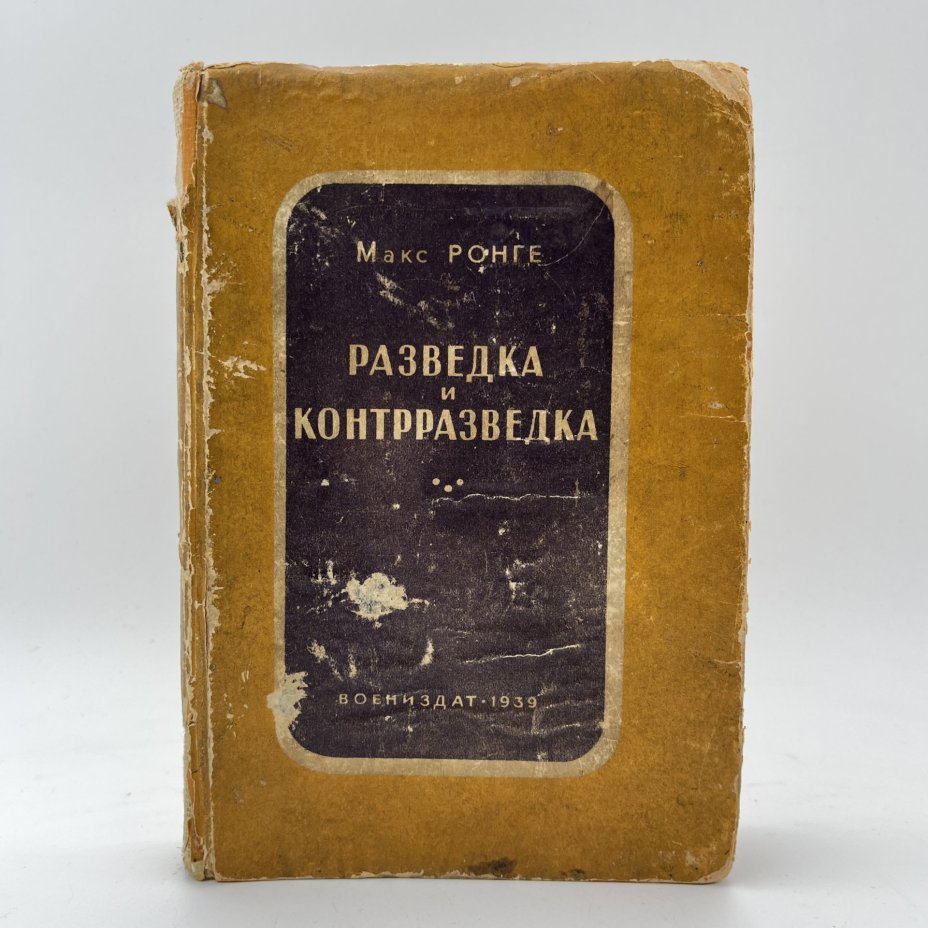 Макс РОНГЕ
РАЗВЕДКА
И
КОНТРРАЗВЕДКА
ВОЕНИЗДАТ·1939